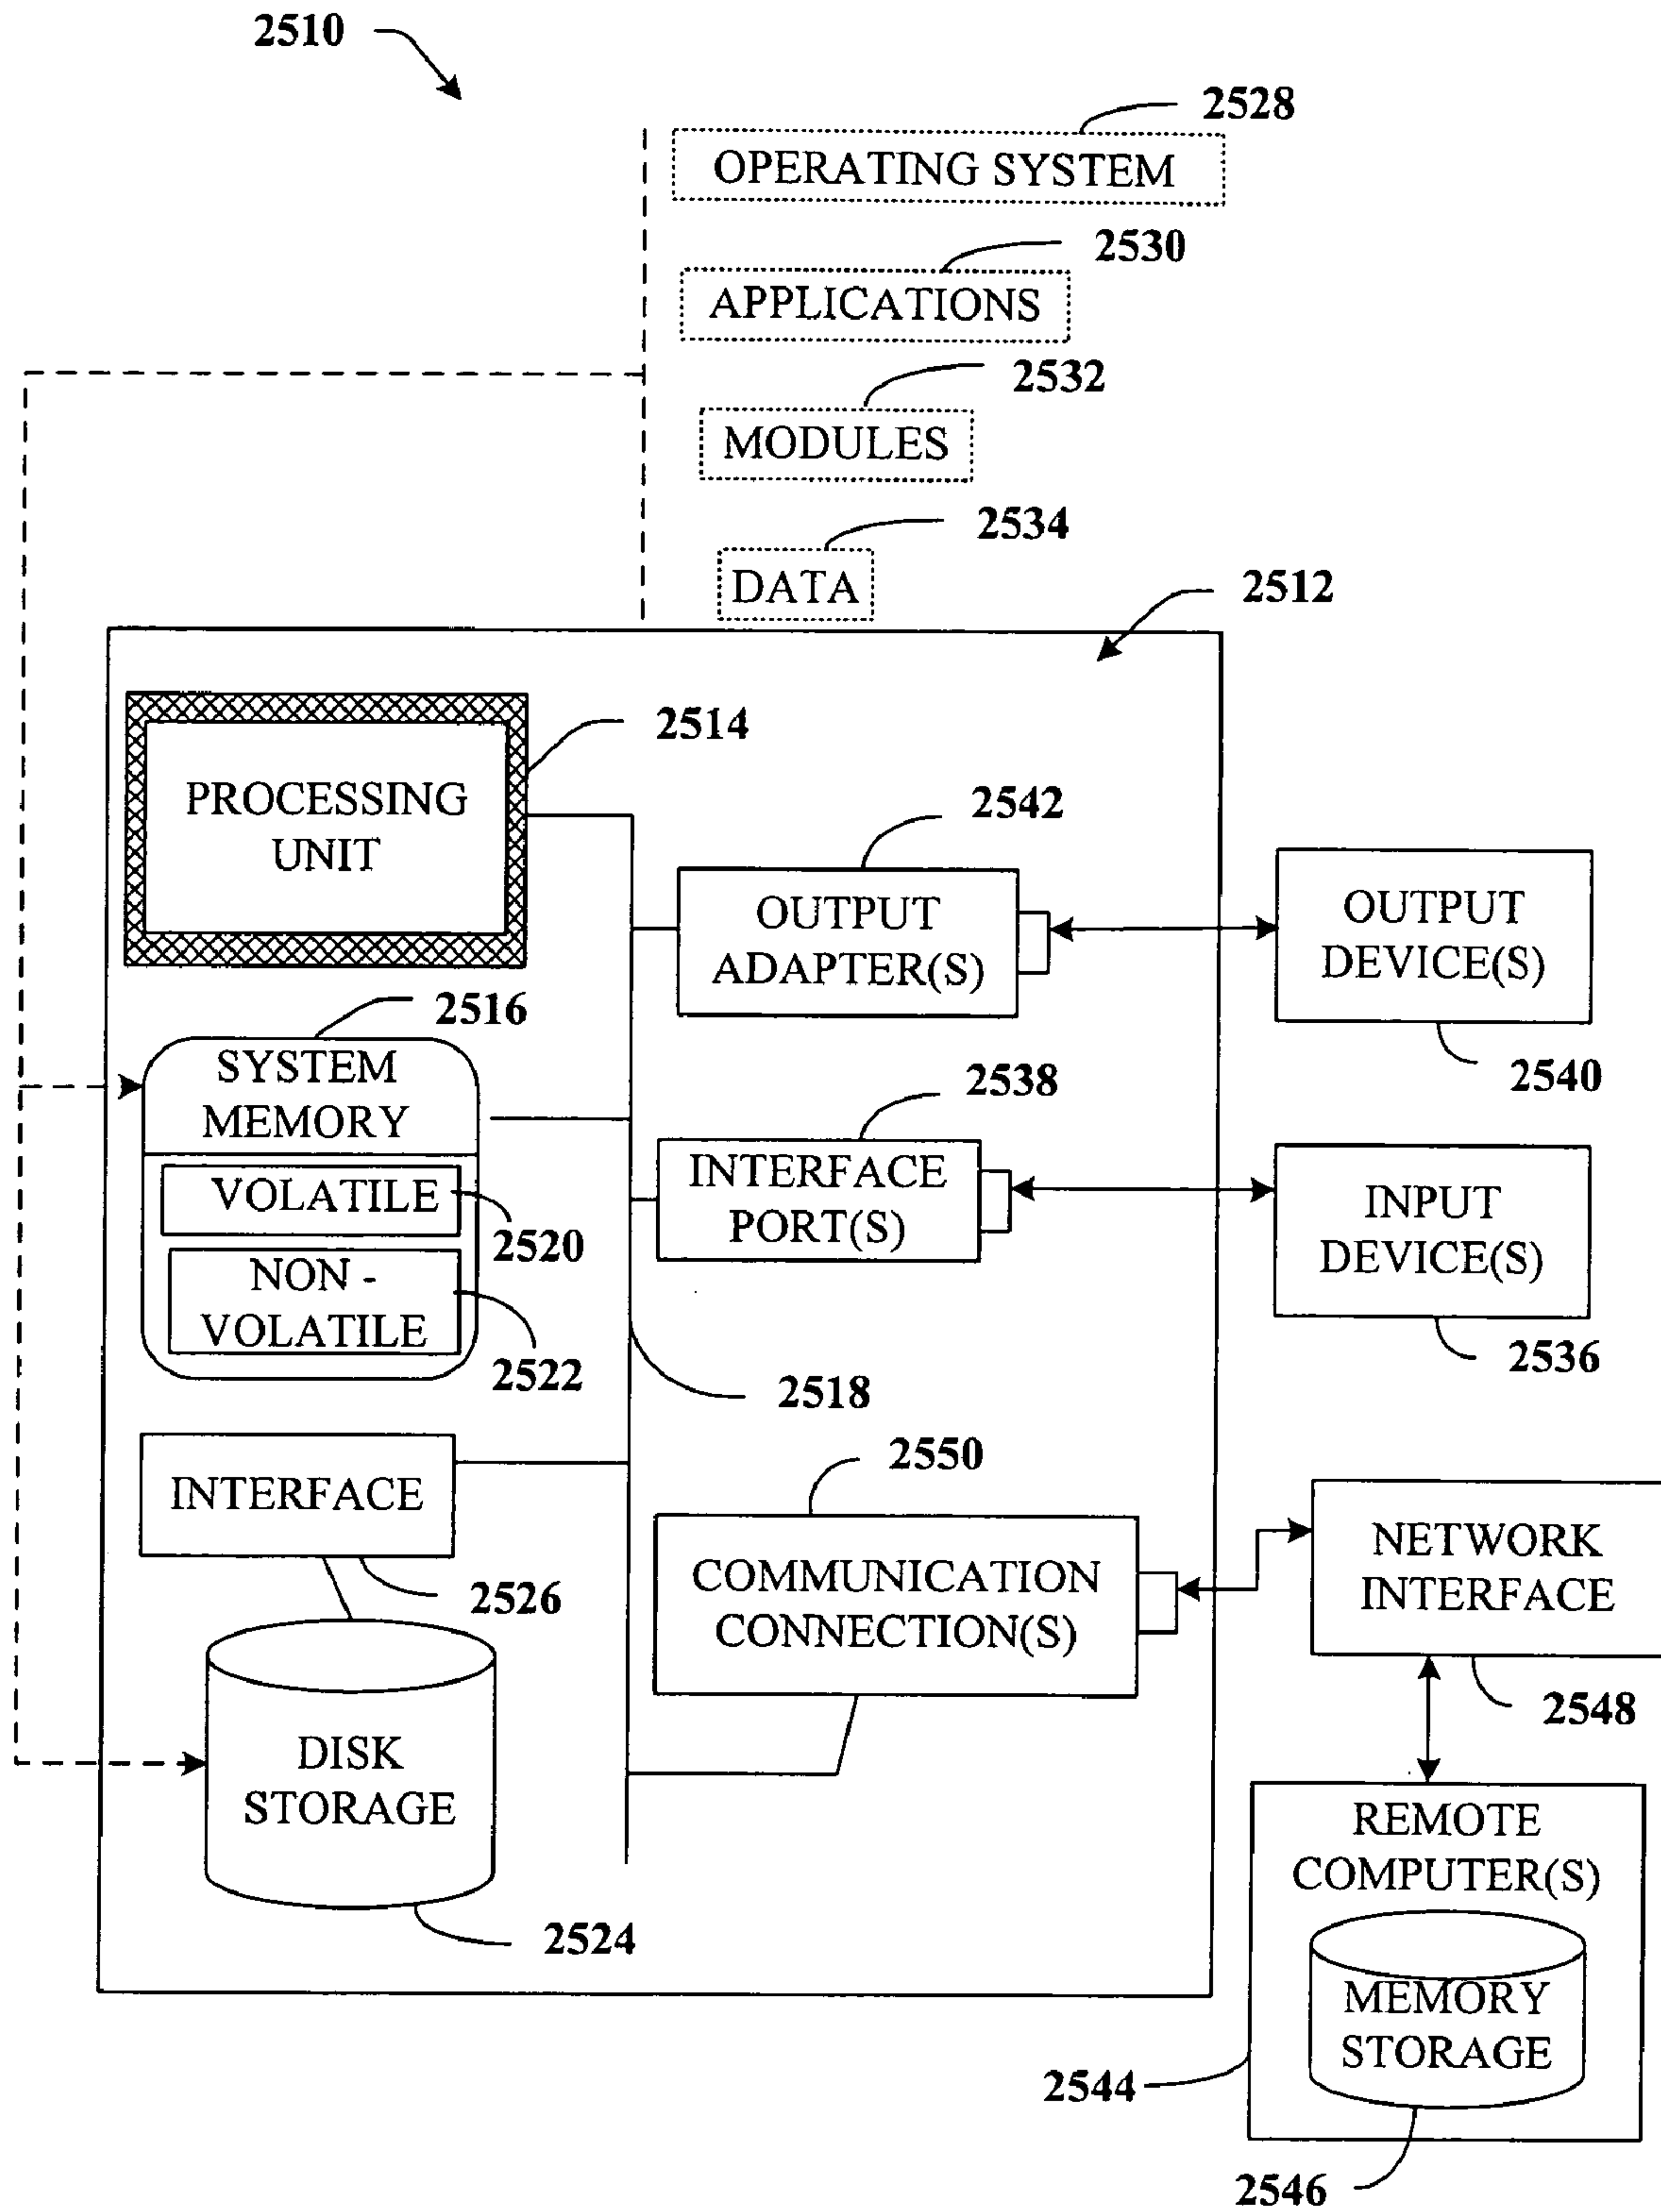 2510
2528
OPERATING SYSTEM
2530
APPLICATIONS
2532
MODULES
2534
DATA
2512
2514
PROCESSING
UNIT
2542
OUTPUT
ADAPTER(S)
OUTPUT
DEVICE(S)
2540
2516
SYSTEM
MEMORY
VOLATILE
2520
NON -
VOLATILE
2522
2538
INTERFACE
PORT(S)
INPUT
DEVICE(S)
2536
2518
INTERFACE
2526
2550
COMMUNICATION
CONNECTION(S)
NETWORK
INTERFACE
2548
DISK
STORAGE
2524
REMOTE
COMPUTER(S)
MEMORY
STORAGE
2544
2546